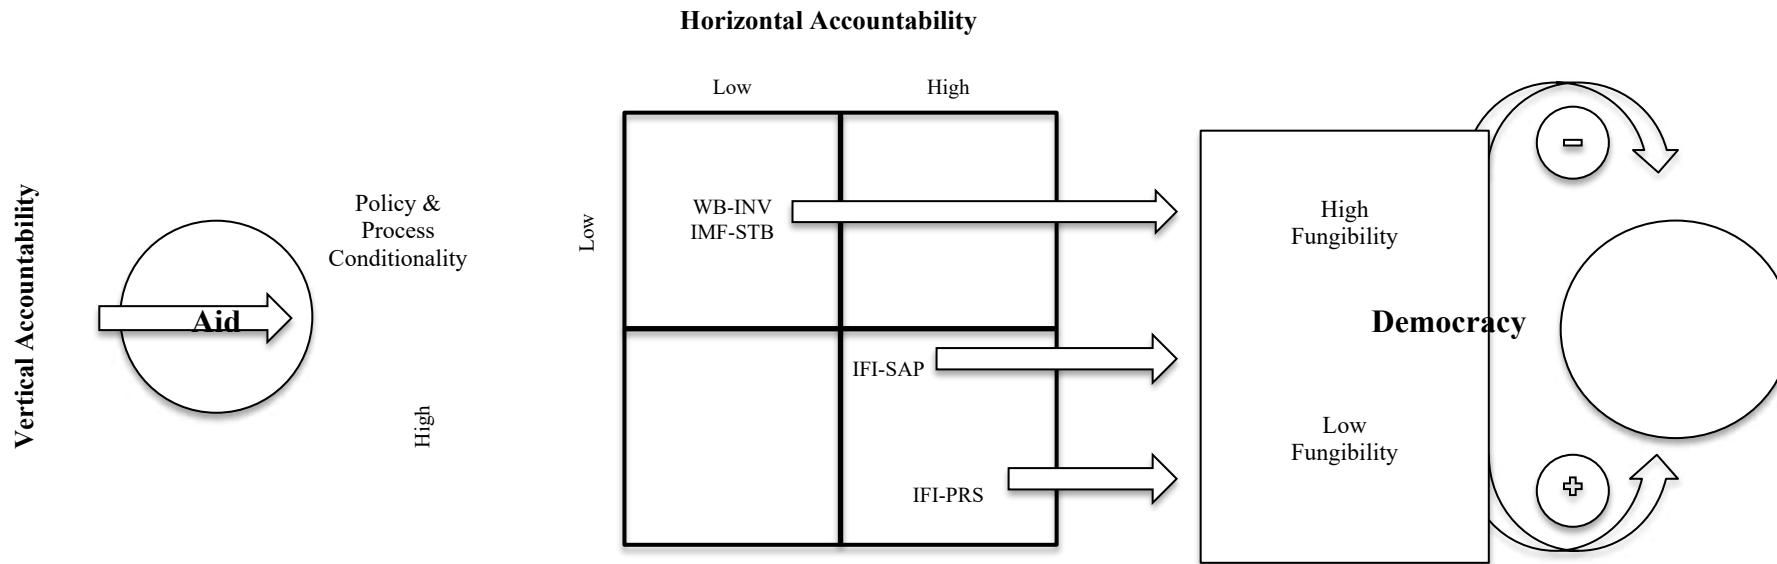 Horizontal Accountability
Low
High
Vertical Accountability
Policy &
Process
Conditionality
Aid
Low
High
WB-INV
IMF-STB
IFI-SAP
IFI-PRS
High
Fungibility
Low
Fungibility
Democracy